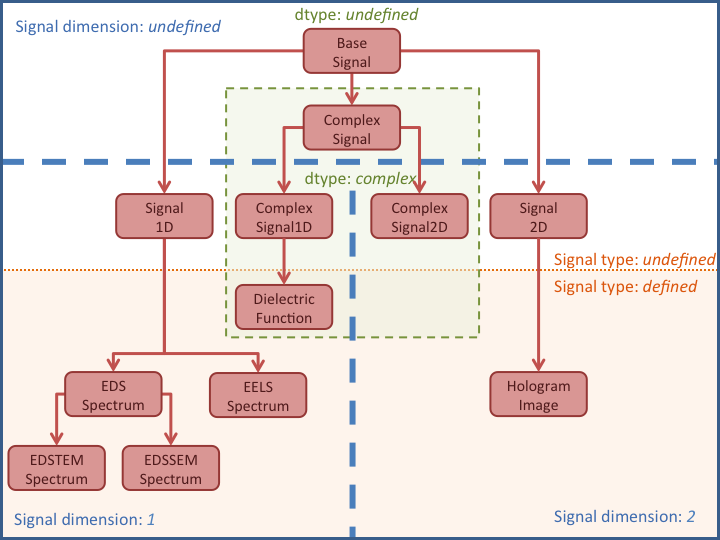 dtype: undefined
Signal dimension: undefined
Base
Signal
Complex
Signal
dtype: complex
Signal
1D
Complex
Signal1D
Complex
Signal2D
Signal
2D
Signal type: undefined
Signal type: defined
Dielectric
Function
EDS
Spectrum
EELS
Spectrum
Hologram
Image
EDSTEM
Spectrum
EDSSEM
Spectrum
Signal dimension: 1
Signal dimension: 2